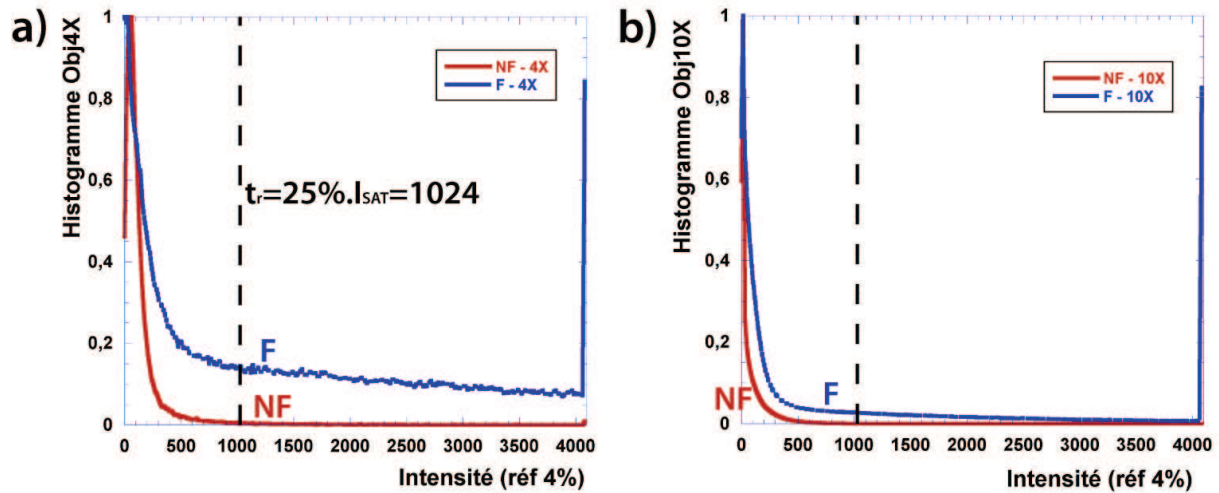 a)
Histogramme Obj4X
1
0,8
0,6
0,4
0,2
0
NF - 4X
F - 4X
tr=25%.ISAT=1024
F
NF
0 500 1000 1500 2000 2500 3000 3500 4000
Intensité (réf 4%)
b)
Histogramme Obj10X
1
0,8
0,6
0,4
0,2
0
NF - 10X
F - 10X
NF
F
0 500 1000 1500 2000 2500 3000 3500 4000
Intensité (réf 4%)